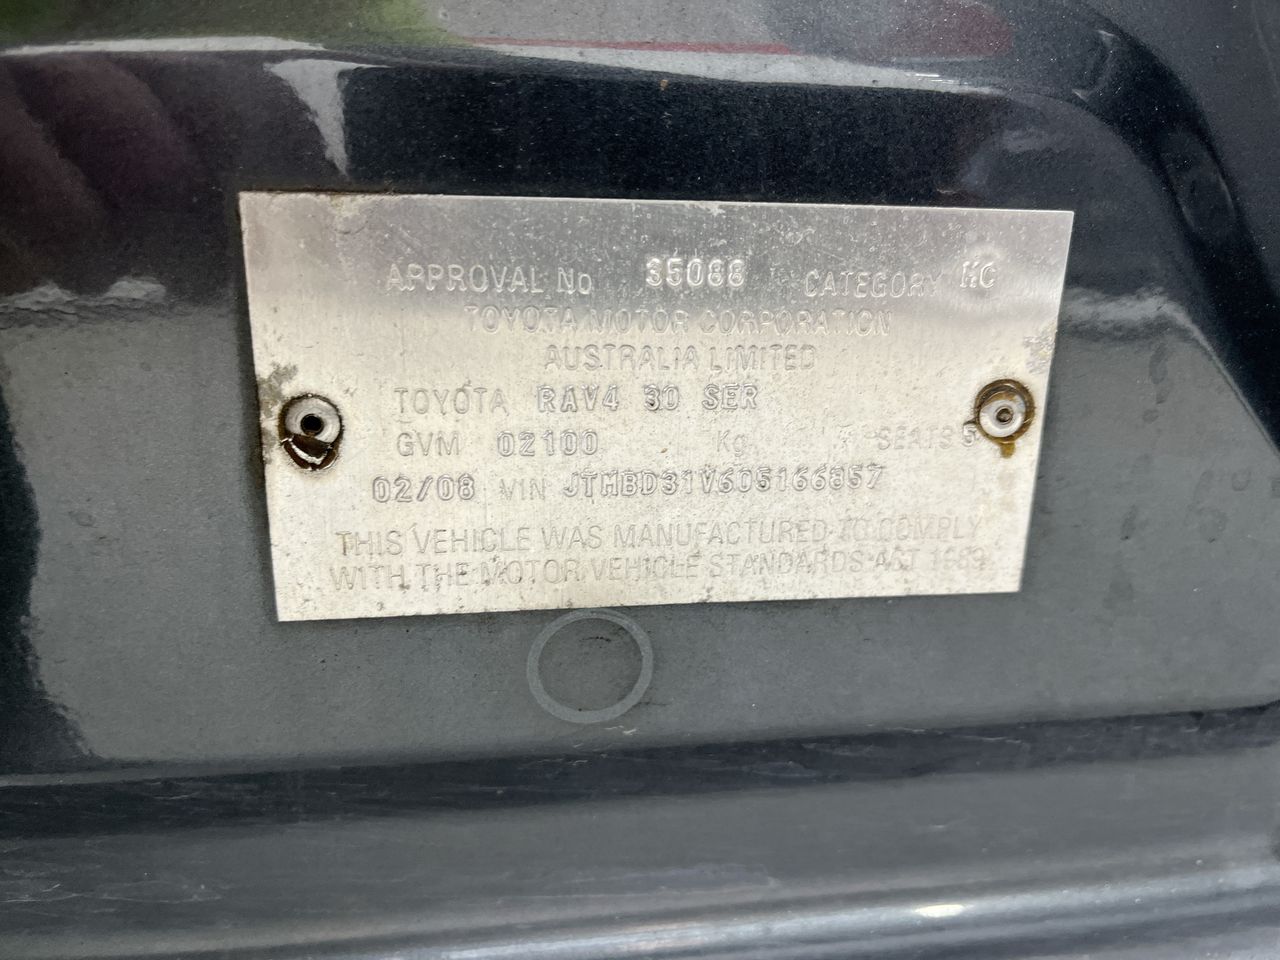 APPROVAL No 35088 CATEGORY MC
TOYOTA MOTOR CORPORATION
AUSTRALIA LIMITED
TOYOTA RAV4 30 SER
GVM 02100 Kg SEATS 5
02/08 VIN JTMBD31V605166857
THIS VEHICLE WAS MANUFACTURED TO COMPLY
WITH THE MOTOR VEHICLE STANDARDS ACT 1989